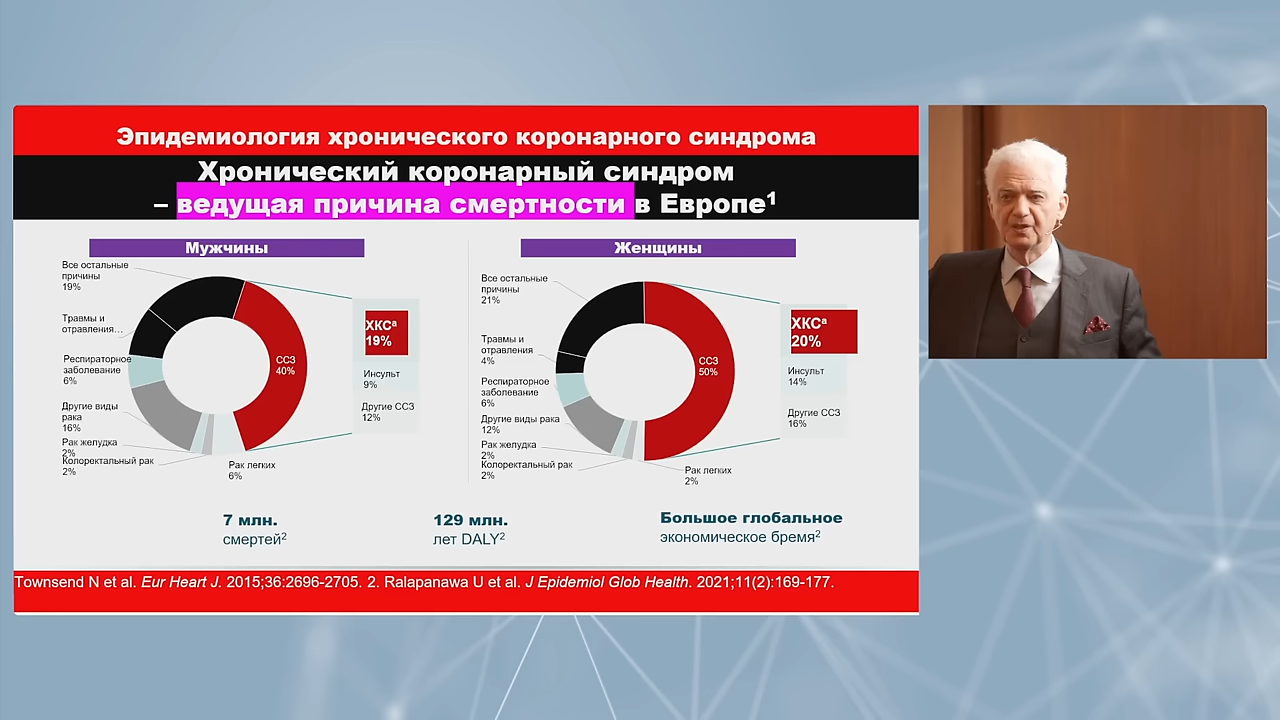 Эпидемиология хронического коронарного синдрома
Хронический коронарный синдром
– ведущая причина смертности в Европе¹
Мужчины
Все остальные
причины
19%
Травмы и
отравления…
Респираторное
заболевание
6%
Другие виды
рака
16%
Рак желудка
2%
Колоректальный рак
2%
Рак легких
6%
ССЗ
40%
ХКСª
19%
Инсульт
9%
Другие ССЗ
12%
Женщины
Все остальные
причины
21%
Травмы и
отравления
4%
Респираторное
заболевание
6%
Другие виды рака
12%
Рак желудка
2%
Колоректальный рак
2%
Рак легких
2%
ССЗ
50%
ХКСª
20%
Инсульт
14%
Другие ССЗ
16%
7 млн.
смертей²
129 млн.
лет DALY²
Большое глобальное
экономическое бремя²
Townsend N et al. Eur Heart J. 2015;36:2696-2705. 2. Ralapanawa U et al. J Epidemiol Glob Health. 2021;11(2):169-177.